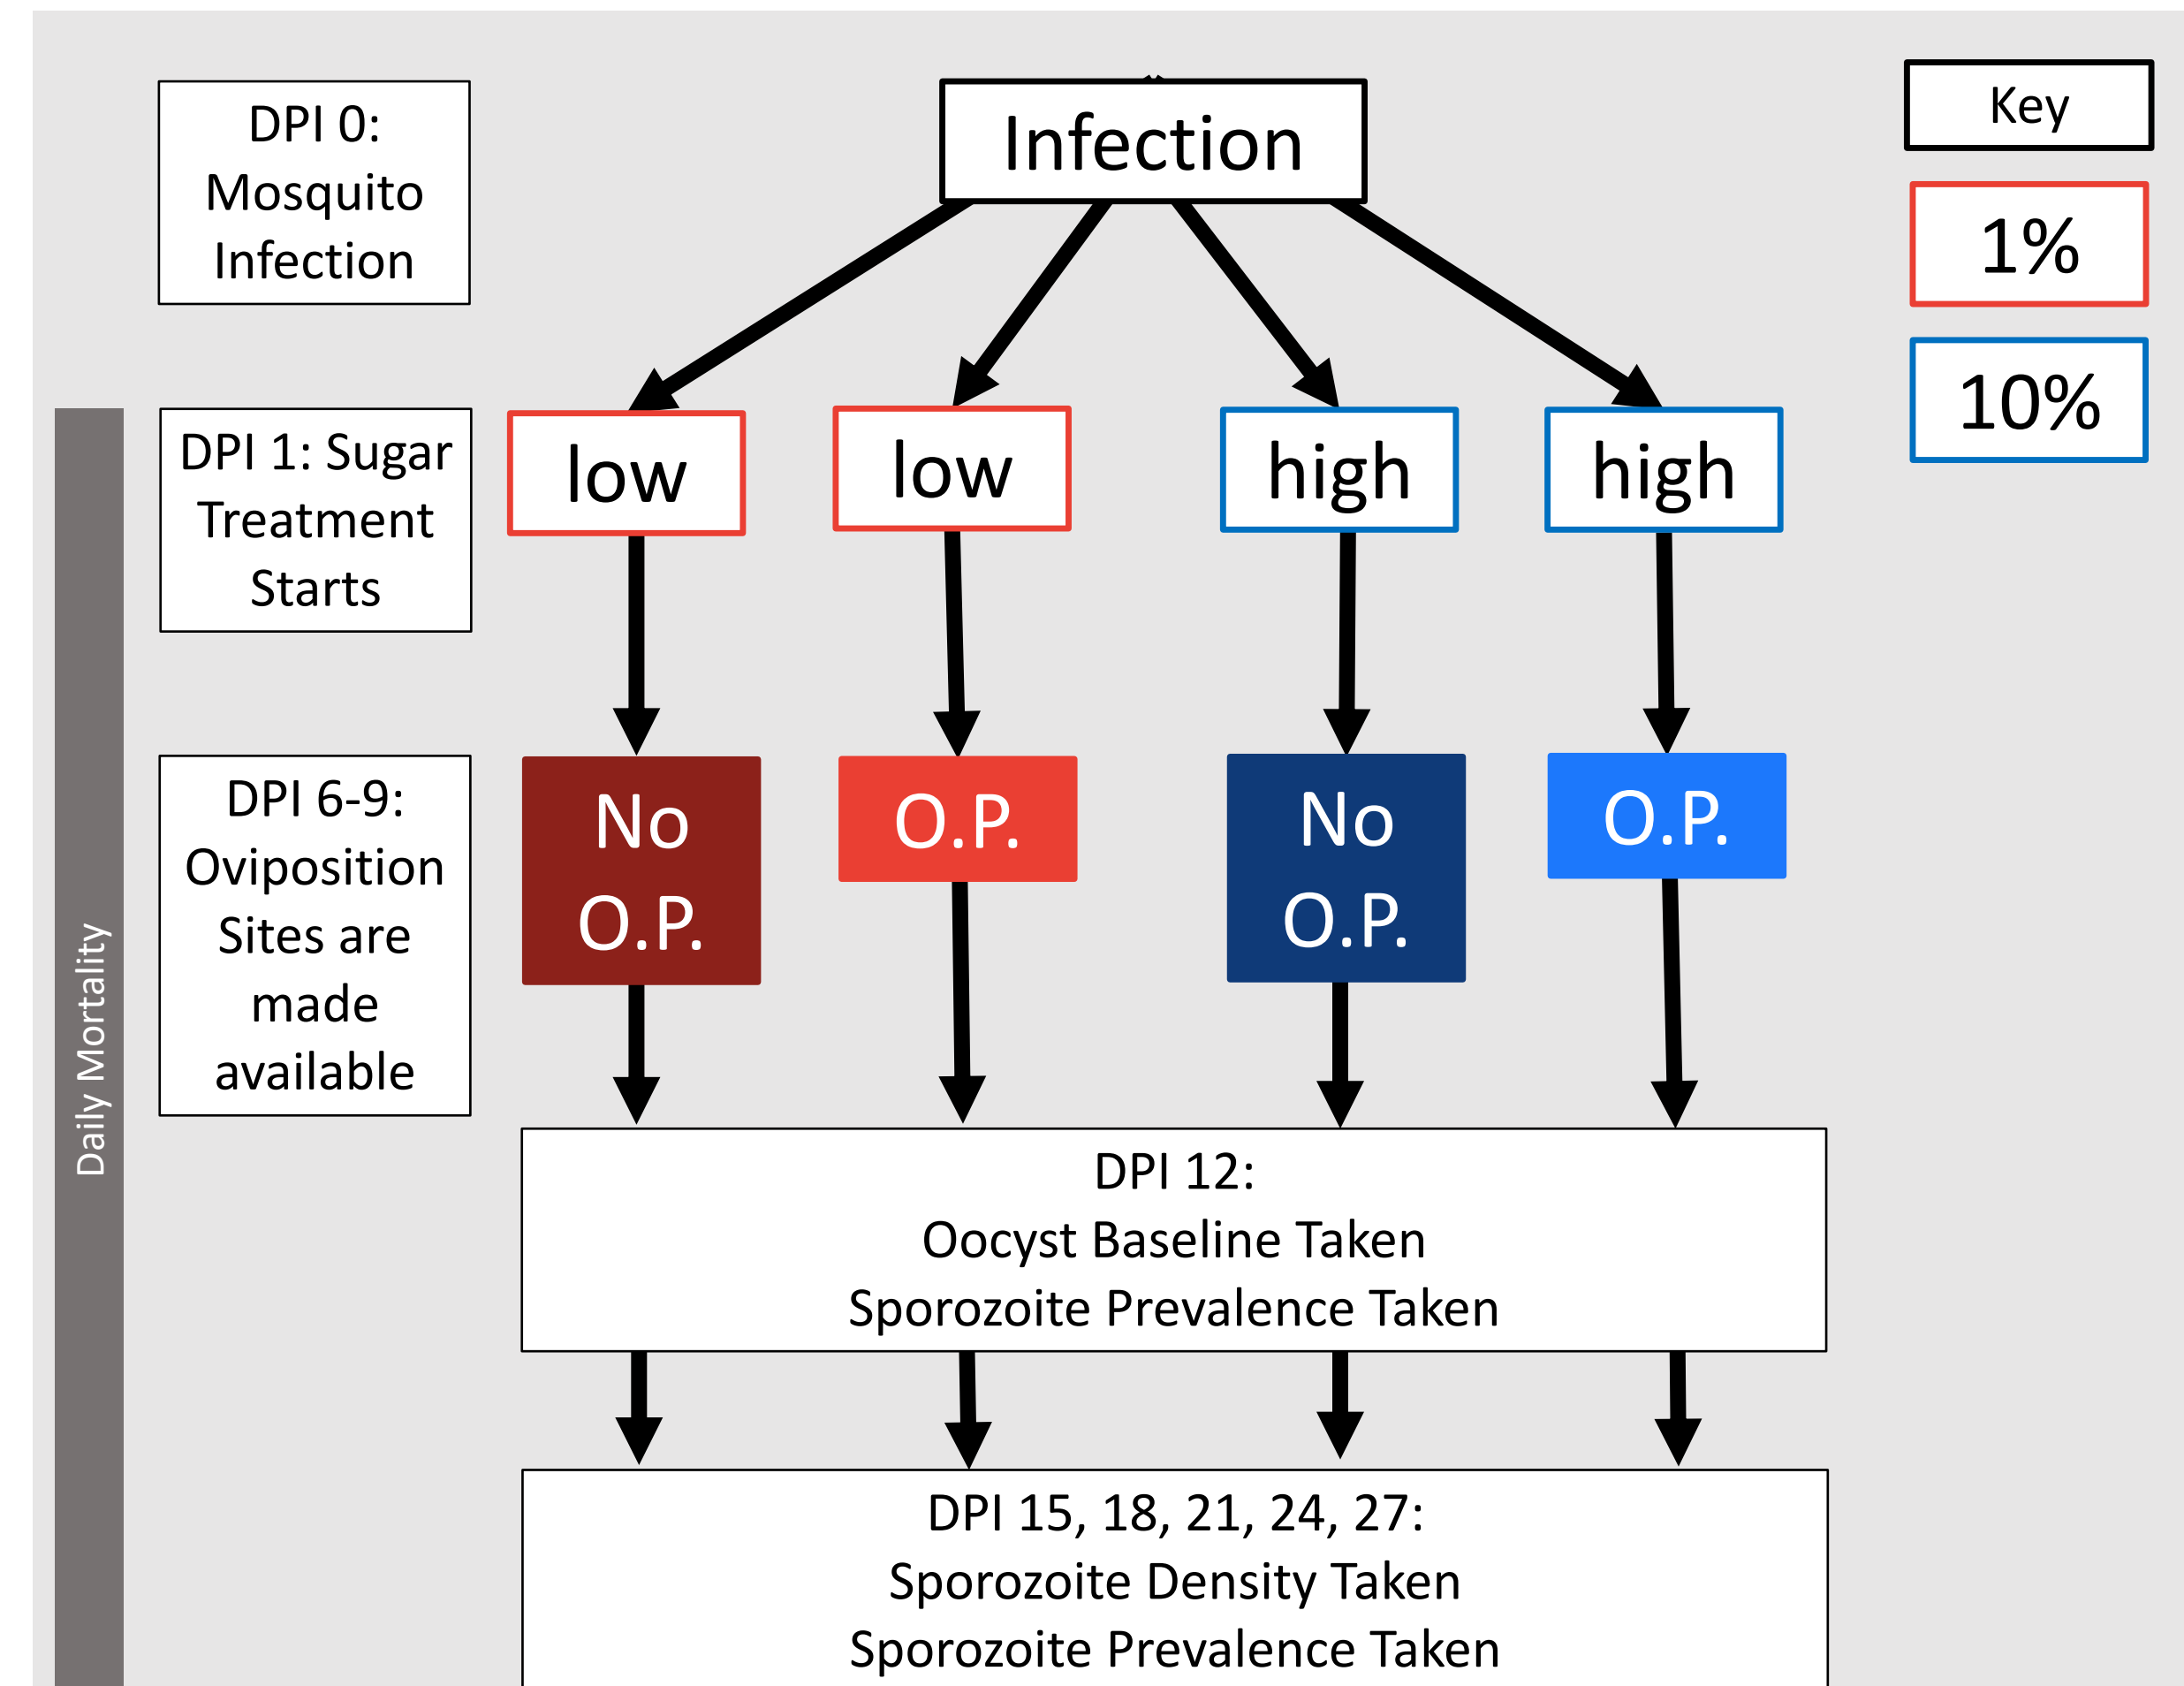 DPI 0:
Mosquito
Infection
Infection
Key
1%
10%
DPI 1: Sugar
Treatment
Starts
low
low
high
high
DPI 6-9:
Oviposition
Sites are
made
available
No
O.P.
O.P.
No
O.P.
O.P.
Daily Mortality
DPI 12:
Oocyst Baseline Taken
Sporozoite Prevalence Taken
DPI 15, 18, 21, 24, 27:
Sporozoite Density Taken
Sporozoite Prevalence Taken